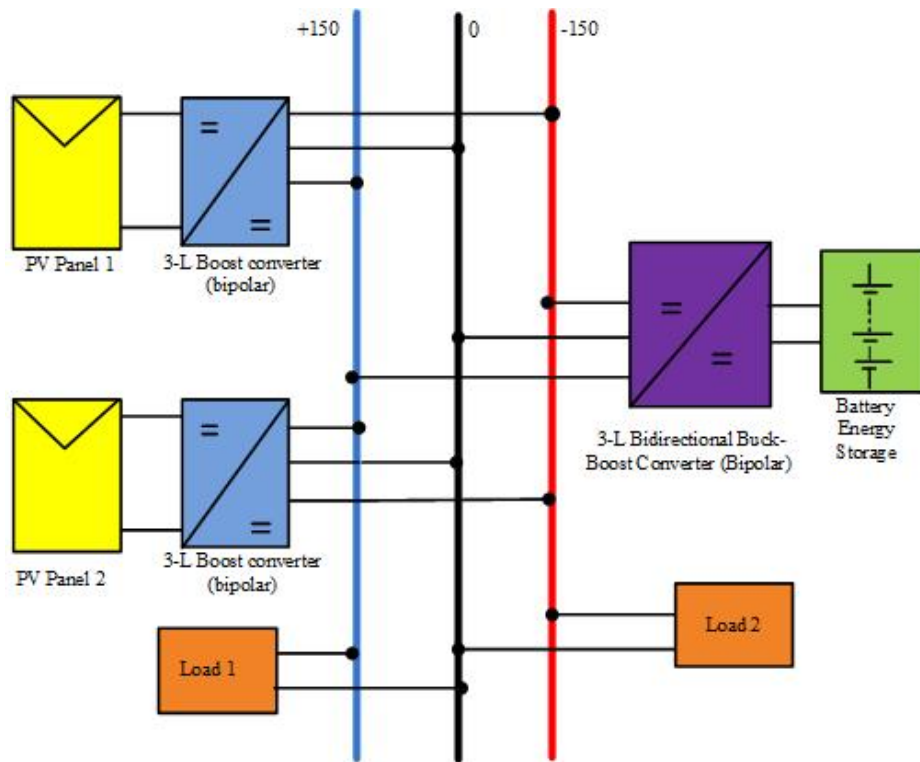 +150
0
-150
PV Panel 1
3-L Boost converter
(bipolar)
3-L Bidirectional Buck-
Boost Converter (Bipolar)
Battery
Energy
Storage
PV Panel 2
3-L Boost converter
(bipolar)
Load 1
Load 2